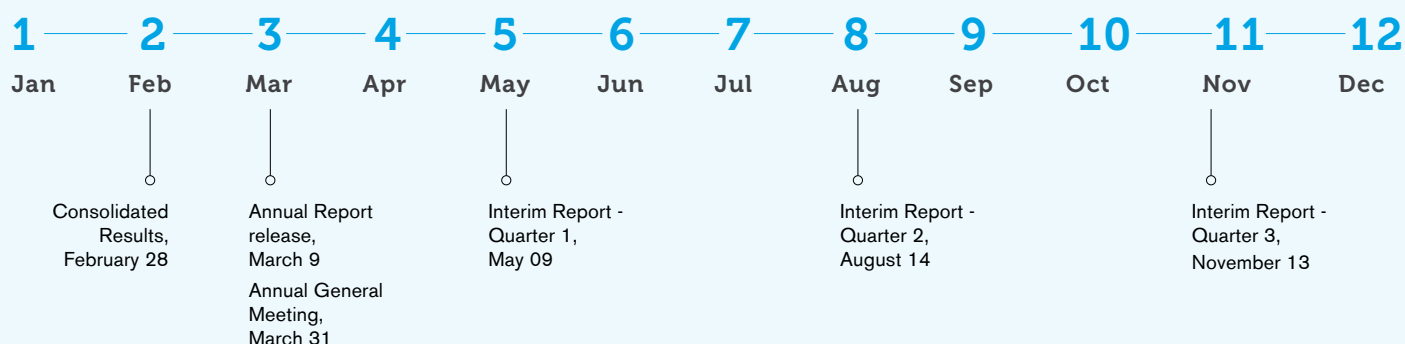 1 2 3 4 5 6 7 8 9 10 11 12
Jan Feb Mar Apr May Jun Jul Aug Sep Oct Nov Dec
Consolidated
Results,
February 28
Annual Report
release,
March 9
Annual General
Meeting,
March 31
Interim Report -
Quarter 1,
May 09
Interim Report -
Quarter 2,
August 14
Interim Report -
Quarter 3,
November 13